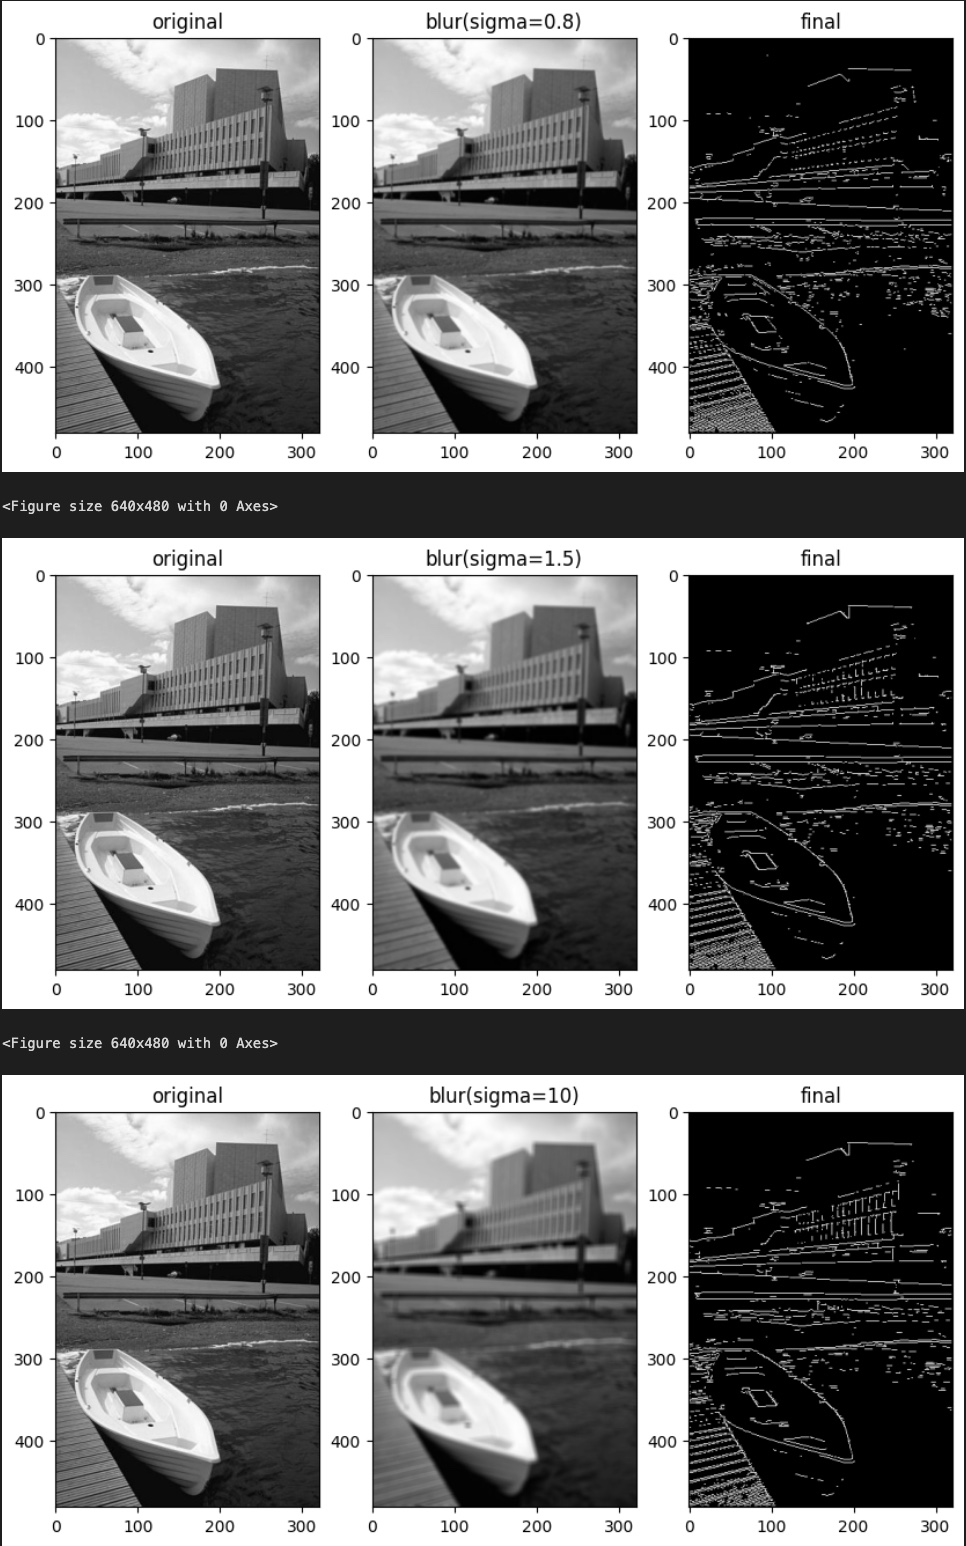 original blur(sigma=0.8) final
0 0 0
100 100 100
200 200 200
300 300 300
400 400 400
0 100 200 300 0 100 200 300 0 100 200 300
<Figure size 640x480 with 0 Axes>
original blur(sigma=1.5) final
0 0 0
100 100 100
200 200 200
300 300 300
400 400 400
0 100 200 300 0 100 200 300 0 100 200 300
<Figure size 640x480 with 0 Axes>
original blur(sigma=10) final
0 0 0
100 100 100
200 200 200
300 300 300
400 400 400
0 100 200 300 0 100 200 300 0 100 200 300